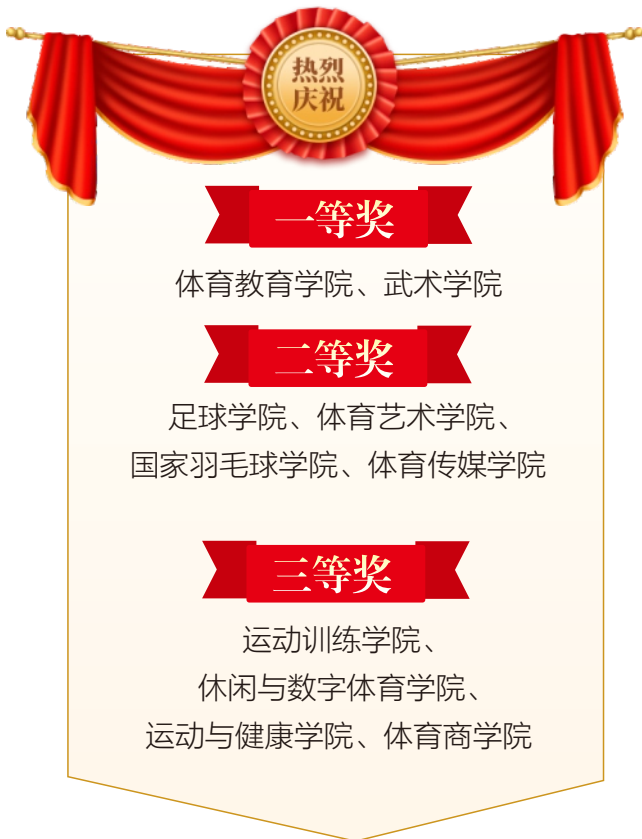 热烈
庆祝
一等奖
体育教育学院、武术学院
二等奖
足球学院、体育艺术学院、
国家羽毛球学院、体育传媒学院
三等奖
运动训练学院、
休闲与数字体育学院、
运动与健康学院、体育商学院